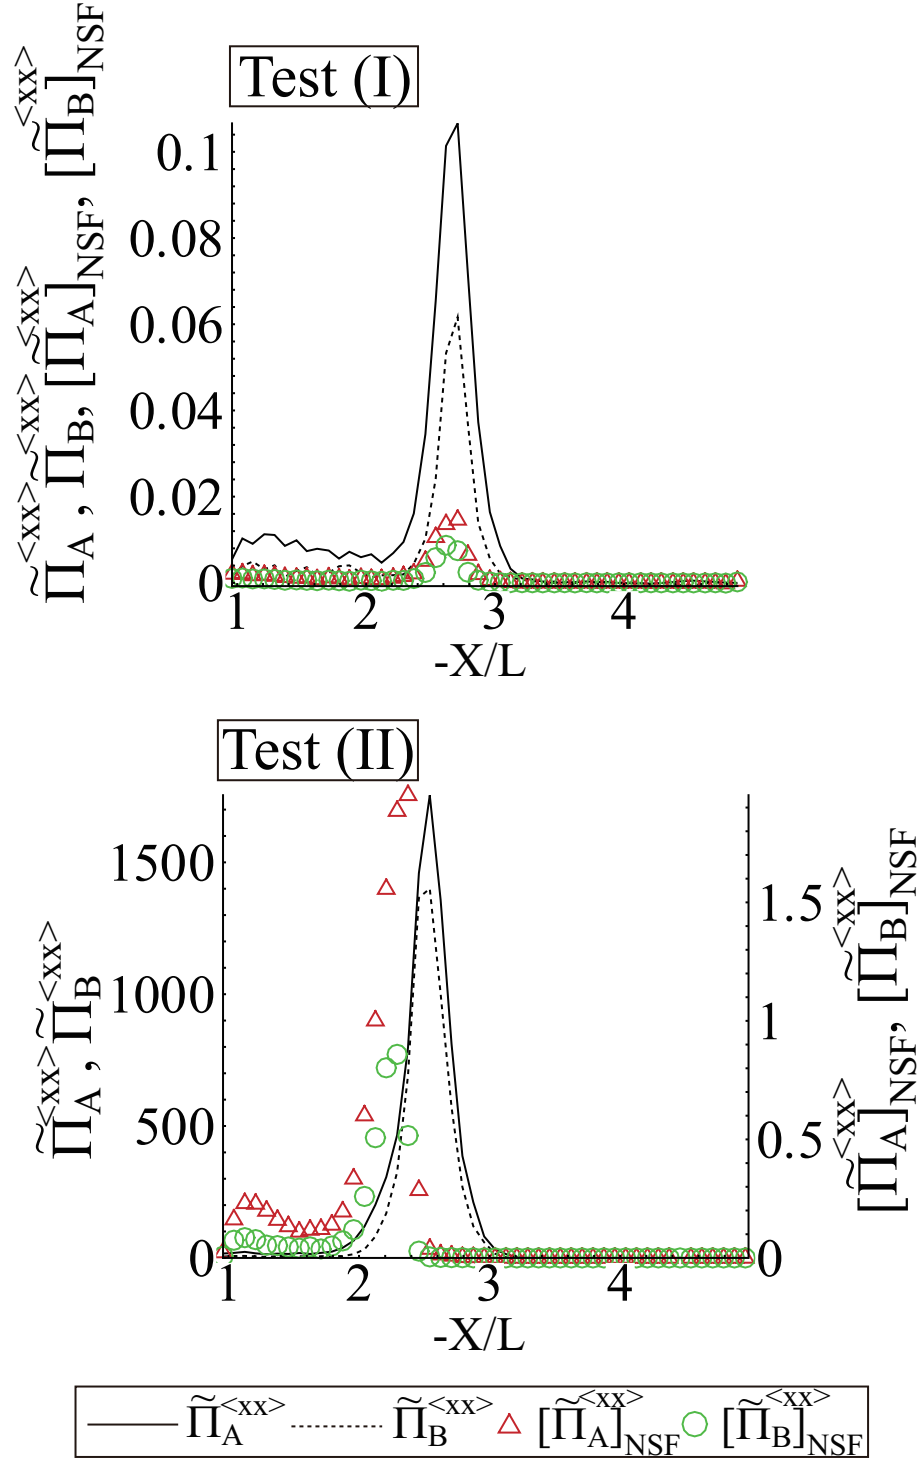 Test (I)
Π̃_A^<xx>, Π̃_B^<xx>, [Π̃_A^<xx>]_NSF, [Π̃_B^<xx>]_NSF
0.1
0.08
0.06
0.04
0.02
0
1 2 3 4
-X/L
Test (II)
Π̃_A^<xx>, Π̃_B^<xx>
1500
1000
500
0
1.5
1
0.5
0
[Π̃_A^<xx>]_NSF, [Π̃_B^<xx>]_NSF
1 2 3 4
-X/L
Π̃_A^<xx> Π̃_B^<xx> [Π̃_A^<xx>]_NSF [Π̃_B^<xx>]_NSF